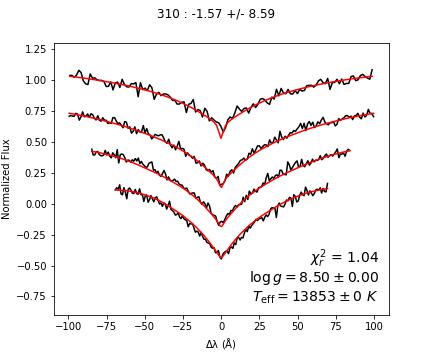 310 : -1.57 +/- 8.59
1.25
1.00
0.75
0.50
0.25
0.00
−0.25
−0.50
−0.75
Normalized Flux
χ²ᵣ = 1.04
log g = 8.50 ± 0.00
T_eff = 13853 ± 0 K
−100 −75 −50 −25 0 25 50 75 100
Δλ (Å)